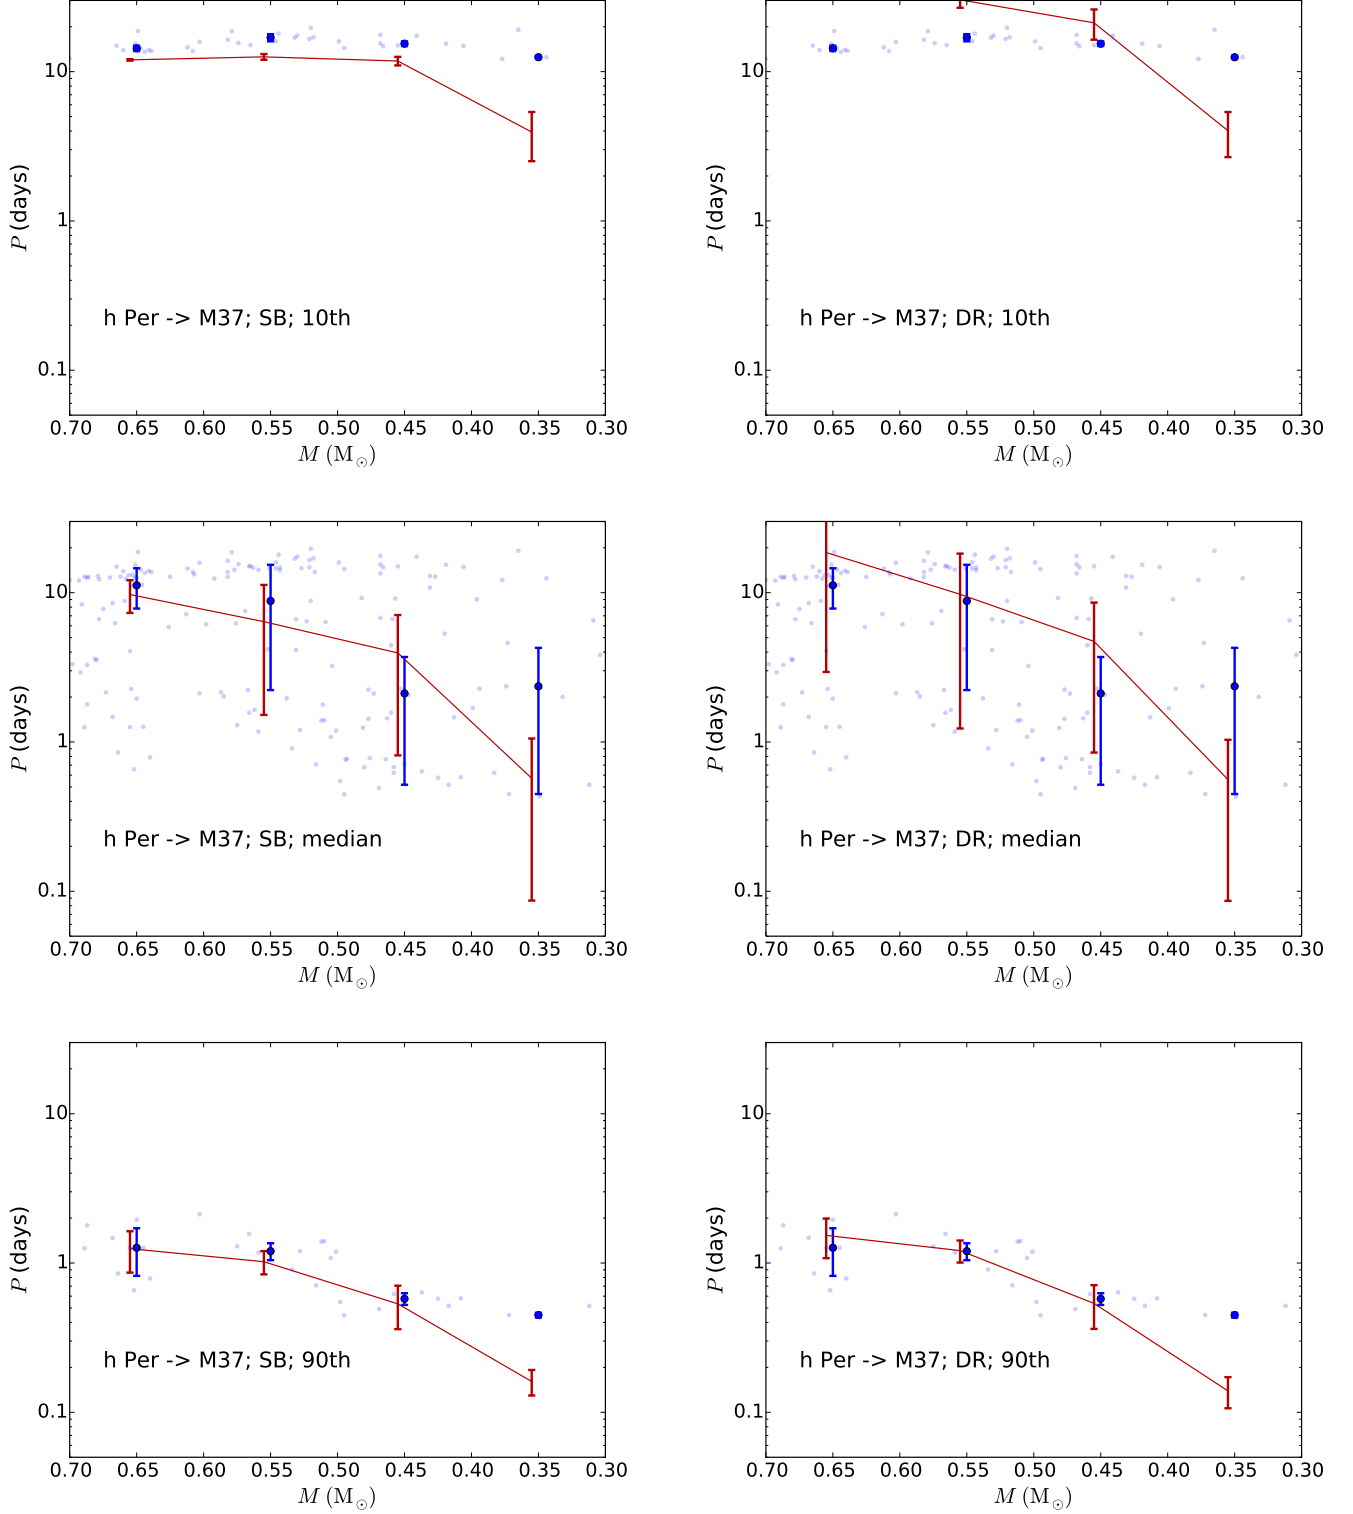 10
1
0.1
P (days)
h Per -> M37; SB; 10th
0.70 0.65 0.60 0.55 0.50 0.45 0.40 0.35 0.30
M (M☉)
10
1
0.1
P (days)
h Per -> M37; DR; 10th
0.70 0.65 0.60 0.55 0.50 0.45 0.40 0.35 0.30
M (M☉)
10
1
0.1
P (days)
h Per -> M37; SB; median
0.70 0.65 0.60 0.55 0.50 0.45 0.40 0.35 0.30
M (M☉)
10
1
0.1
P (days)
h Per -> M37; DR; median
0.70 0.65 0.60 0.55 0.50 0.45 0.40 0.35 0.30
M (M☉)
10
1
0.1
P (days)
h Per -> M37; SB; 90th
0.70 0.65 0.60 0.55 0.50 0.45 0.40 0.35 0.30
M (M☉)
10
1
0.1
P (days)
h Per -> M37; DR; 90th
0.70 0.65 0.60 0.55 0.50 0.45 0.40 0.35 0.30
M (M☉)